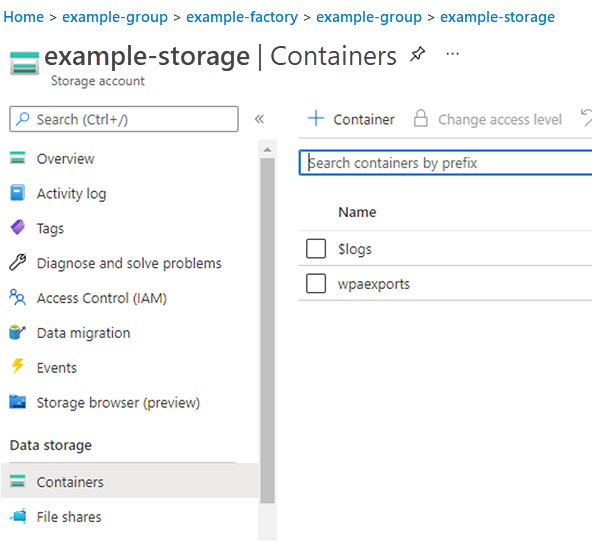 Home > example-group > example-factory > example-group > example-storage
example-storage | Containers
Storage account
Search (Ctrl+/)
Overview
Activity log
Tags
Diagnose and solve problems
Access Control (IAM)
Data migration
Events
Storage browser (preview)
Data storage
Containers
File shares
+ Container
Change access level
Search containers by prefix
Name
$logs
wpaexports